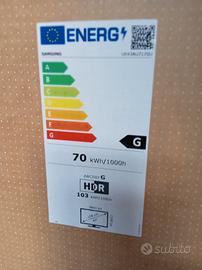 ENERG
SAMSUNG
A
B
C
D
E
F
G
G
70 kWh/1000h
G
HDR
103 kWh/1000h
subito